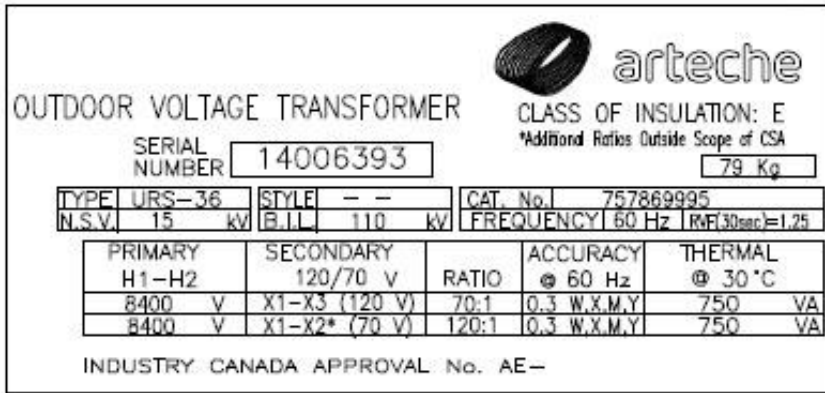 arteche
OUTDOOR VOLTAGE TRANSFORMER
CLASS OF INSULATION: E
*Additional Ratios Outside Scope of CSA
SERIAL NUMBER 14006393
79 Kg
TYPE URS-36 STYLE - - CAT. No. 757869995
N.S.V. 15 kV B.I.L. 110 kV FREQUENCY 60 Hz RVF(30sec)=1.25
PRIMARY SECONDARY ACCURACY THERMAL
H1-H2 120/70 V RATIO @ 60 Hz @ 30°C
8400 V X1-X3 (120 V) 70:1 0.3 W,X,M,Y 750 VA
8400 V X1-X2* (70 V) 120:1 0.3 W,X,M,Y 750 VA
INDUSTRY CANADA APPROVAL No. AE-